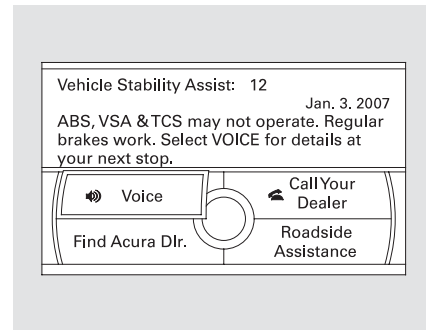 Vehicle Stability Assist: 12
Jan. 3. 2007
ABS, VSA & TCS may not operate. Regular
brakes work. Select VOICE for details at
your next stop.
Voice
Call Your
Dealer
Find Acura Dlr.
Roadside
Assistance